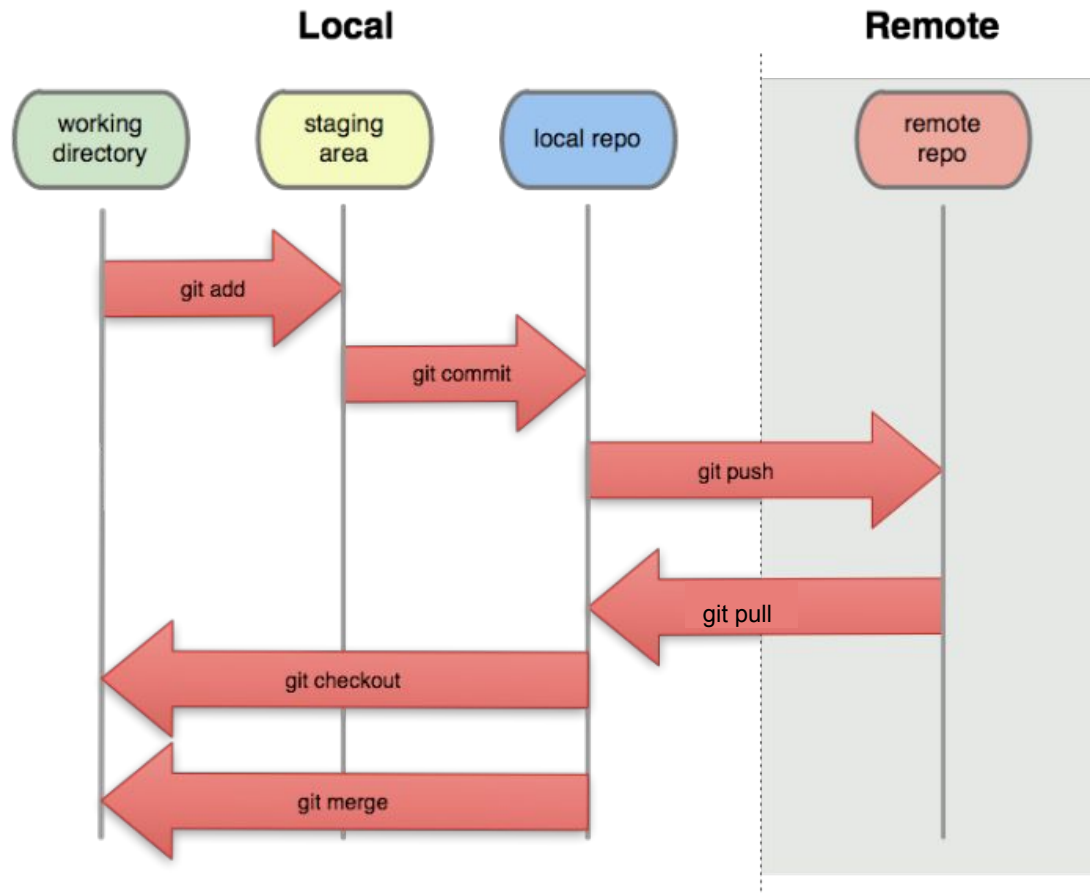 Local
Remote
working
directory
staging
area
local repo
remote
repo
git add
git commit
git push
git pull
git checkout
git merge